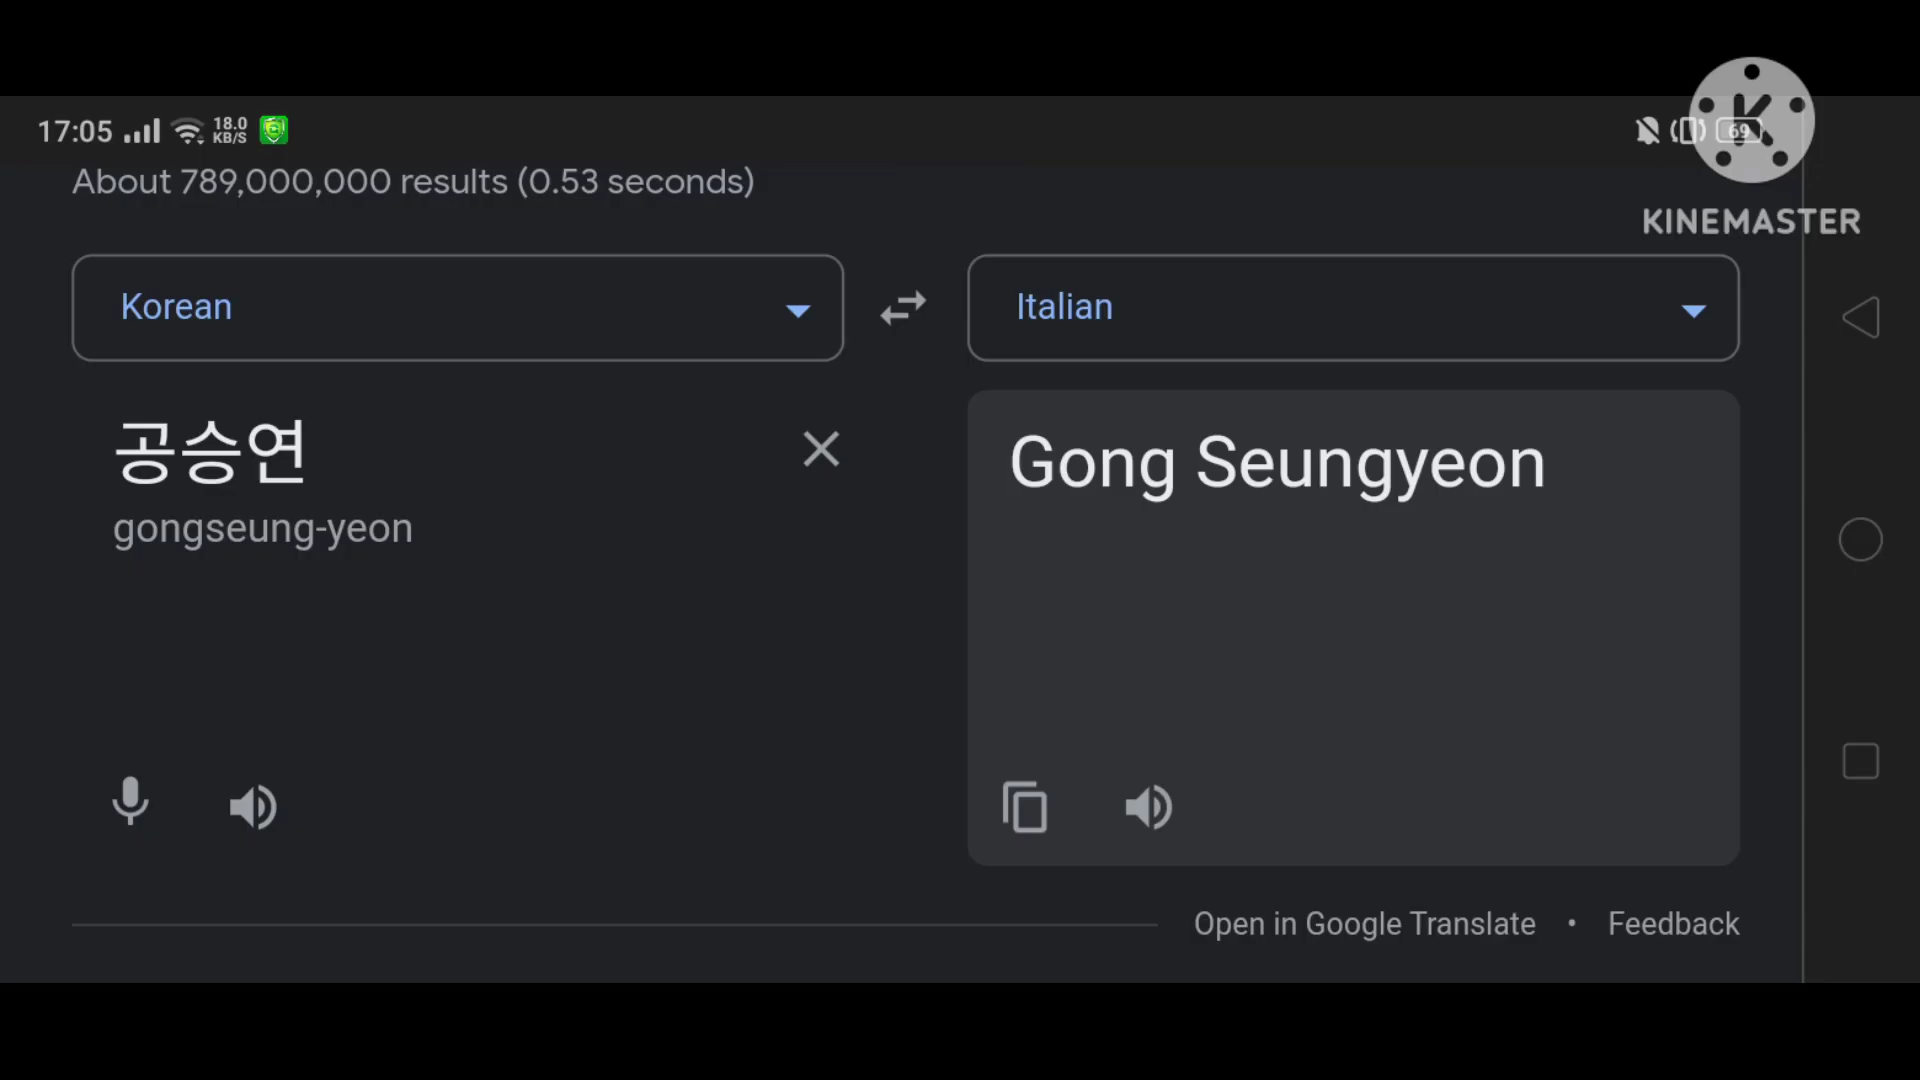 17:05 18.0 KB/S 69
KINEMASTER
About 789,000,000 results (0.53 seconds)
Korean Italian
공승연 Gong Seungyeon
gongseung-yeon
Open in Google Translate • Feedback